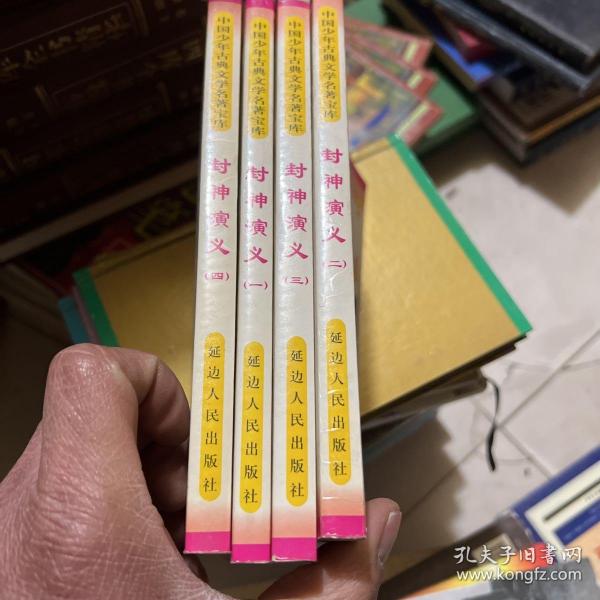 中国少年古典文学名著宝库
封神演义
(四)
延边人民出版社
中国少年古典文学名著宝库
封神演义
(一)
延边人民出版社
中国少年古典文学名著宝库
封神演义
(三)
延边人民出版社
中国少年古典文学名著宝库
封神演义
(二)
延边人民出版社
孔夫子旧书网
www.kongfz.com